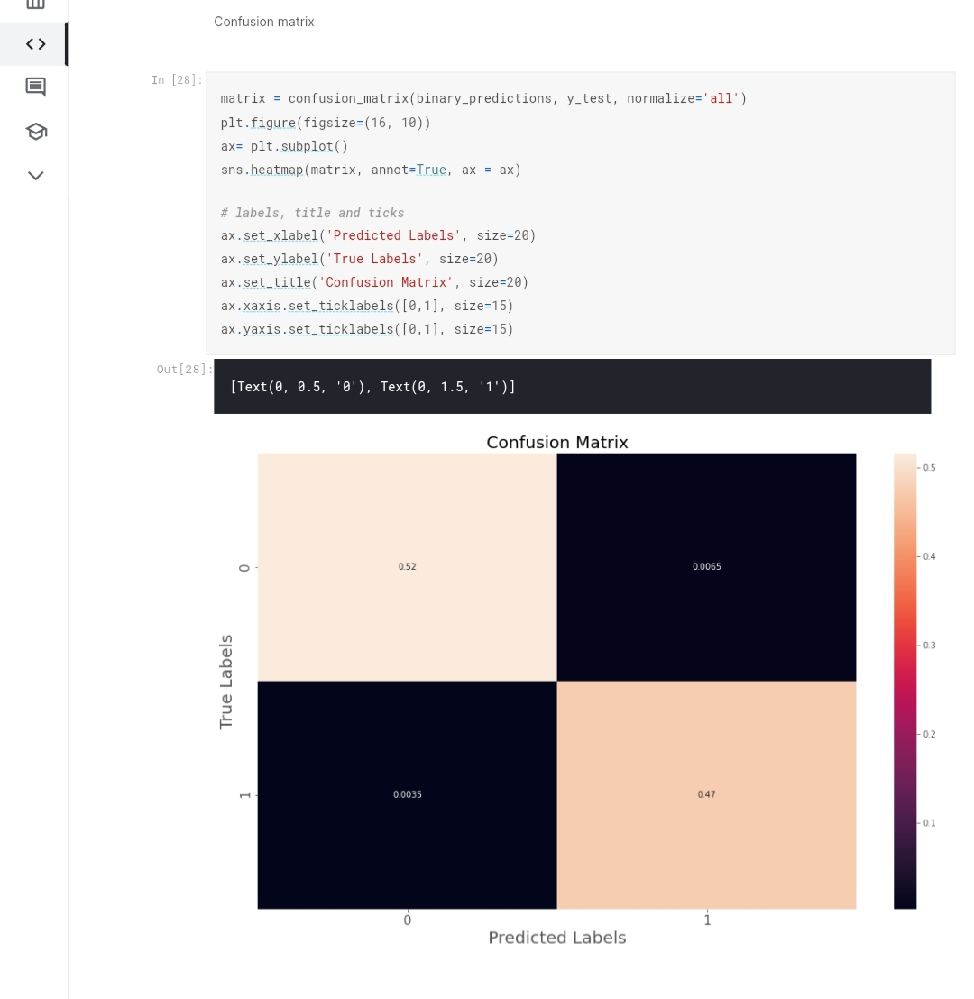 Confusion matrix
In [28]:
matrix = confusion_matrix(binary_predictions, y_test, normalize='all')
plt.figure(figsize=(16, 10))
ax= plt.subplot()
sns.heatmap(matrix, annot=True, ax = ax)
# labels, title and ticks
ax.set_xlabel('Predicted Labels', size=20)
ax.set_ylabel('True Labels', size=20)
ax.set_title('Confusion Matrix', size=20)
ax.xaxis.set_ticklabels([0,1], size=15)
ax.yaxis.set_ticklabels([0,1], size=15)
Out[28]:
[Text(0, 0.5, '0'), Text(0, 1.5, '1')]
Confusion Matrix
0.5
0.4
0.3
0.2
0.1
0
0.52
0.0065
True Labels
1
0.0035
0.47
0
1
Predicted Labels